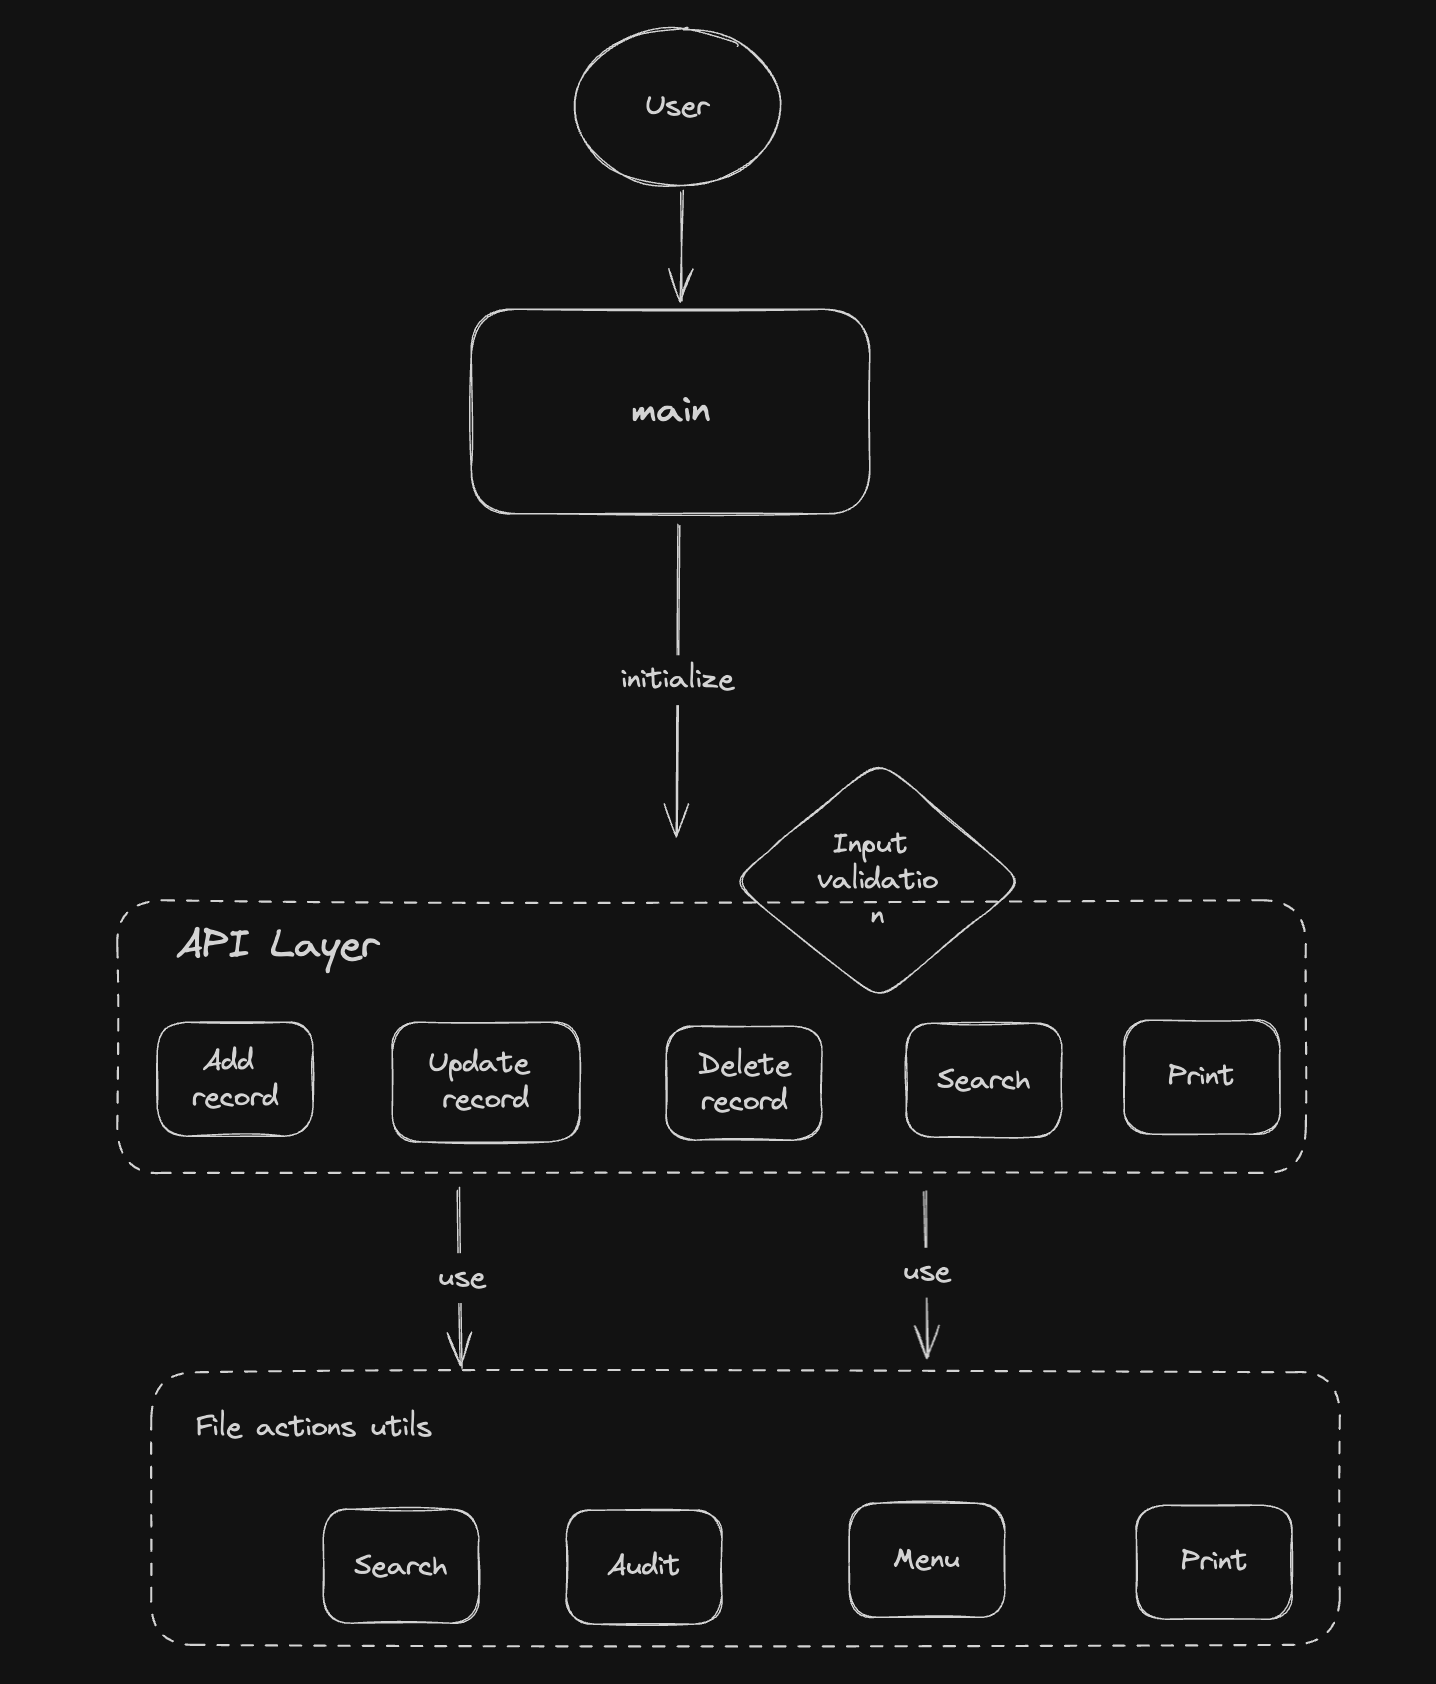 User
main
initialize
Input
validatio
n
API Layer
Add
record
Update
record
Delete
record
Search
Print
use
use
File actions utils
Search
Audit
Menu
Print